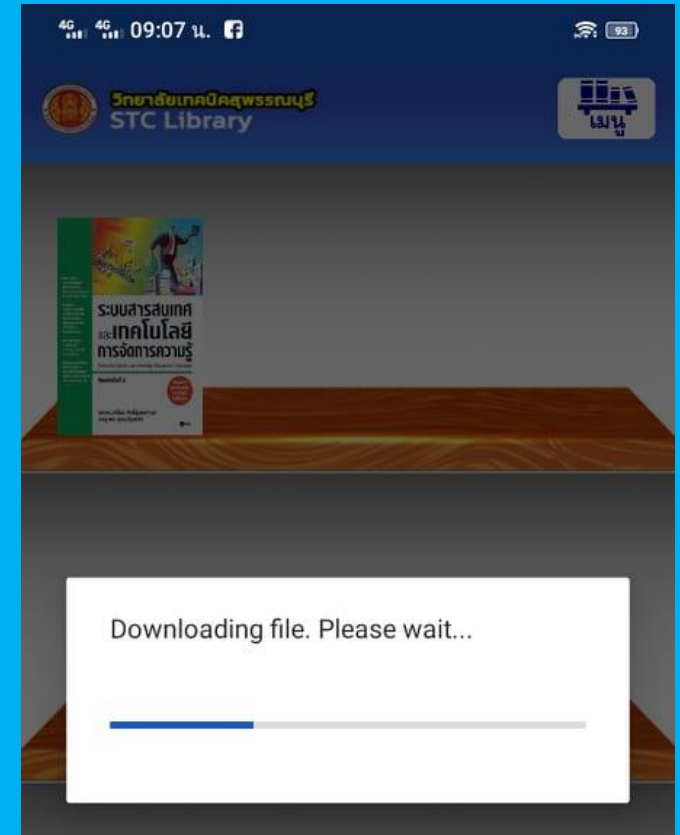 4G 4G 09:07 น.
93
วิทยาลัยเทคนิคสุพรรณบุรี
STC Library
เมนู
ระบบสารสนเทศ
และเทคโนโลยี
การจัดการความรู้
Downloading file. Please wait...